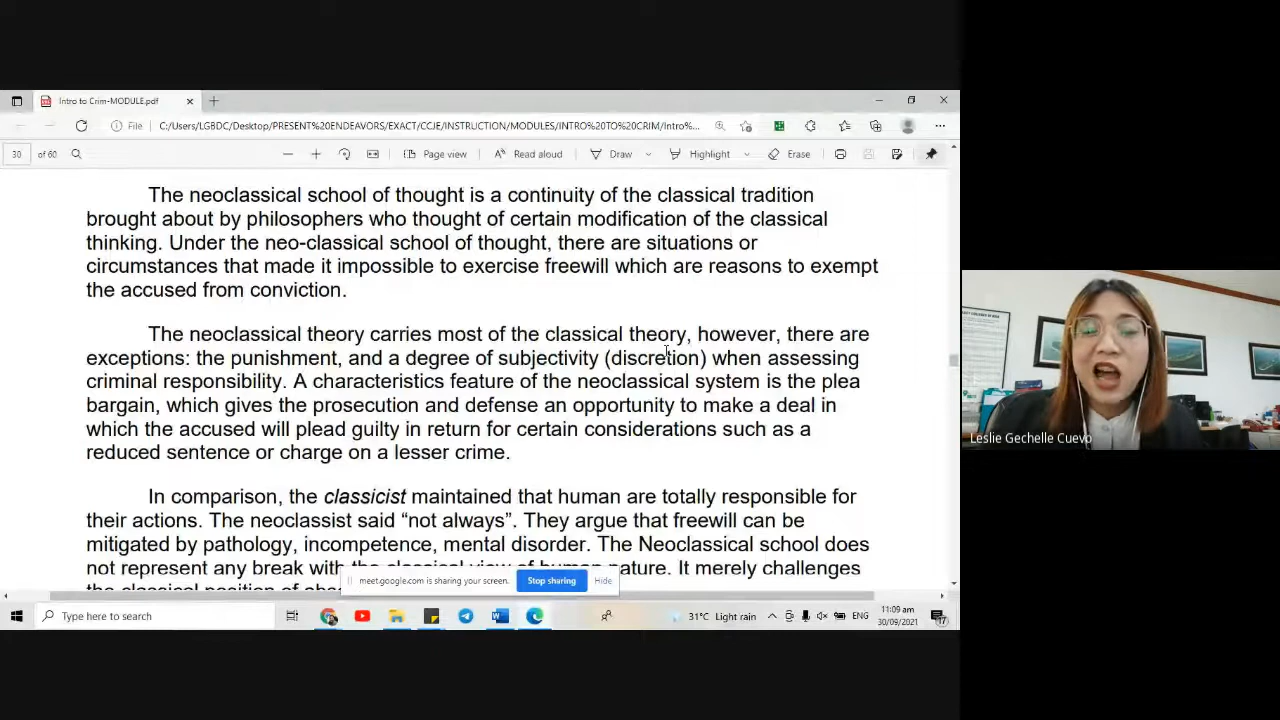 Intro to Crim-MODULE.pdf
File C:/Users/LGBDC/Desktop/PRESENT%20ENDEAVORS/EXACT/CCJE/INSTRUCTION/MODULES/INTRO%20TO%20CRIM/Intro%...
30 of 60 Page view Read aloud Draw Highlight Erase
The neoclassical school of thought is a continuity of the classical tradition
brought about by philosophers who thought of certain modification of the classical
thinking. Under the neo-classical school of thought, there are situations or
circumstances that made it impossible to exercise freewill which are reasons to exempt
the accused from conviction.
The neoclassical theory carries most of the classical theory, however, there are
exceptions: the punishment, and a degree of subjectivity (discretion) when assessing
criminal responsibility. A characteristics feature of the neoclassical system is the plea
bargain, which gives the prosecution and defense an opportunity to make a deal in
which the accused will plead guilty in return for certain considerations such as a
reduced sentence or charge on a lesser crime.
In comparison, the classicist maintained that human are totally responsible for
their actions. The neoclassist said “not always”. They argue that freewill can be
mitigated by pathology, incompetence, mental disorder. The Neoclassical school does
not represent any break with the classical view of human nature. It merely challenges
the classical position of
meet.google.com is sharing your screen. Stop sharing Hide
Type here to search
31°C Light rain ENG 11:09 am
30/09/2021
Leslie Gechelle Cuevo